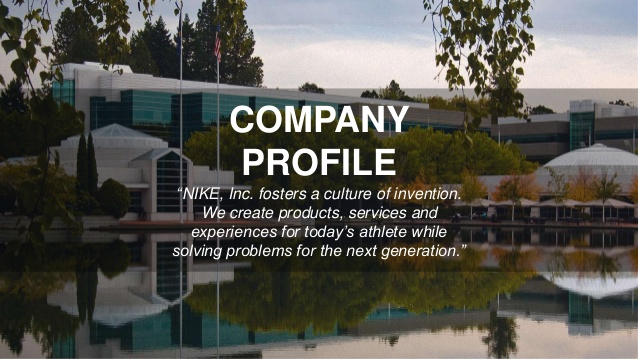 COMPANY
PROFILE
“NIKE, Inc. fosters a culture of invention.
We create products, services and
experiences for today’s athlete while
solving problems for the next generation.”